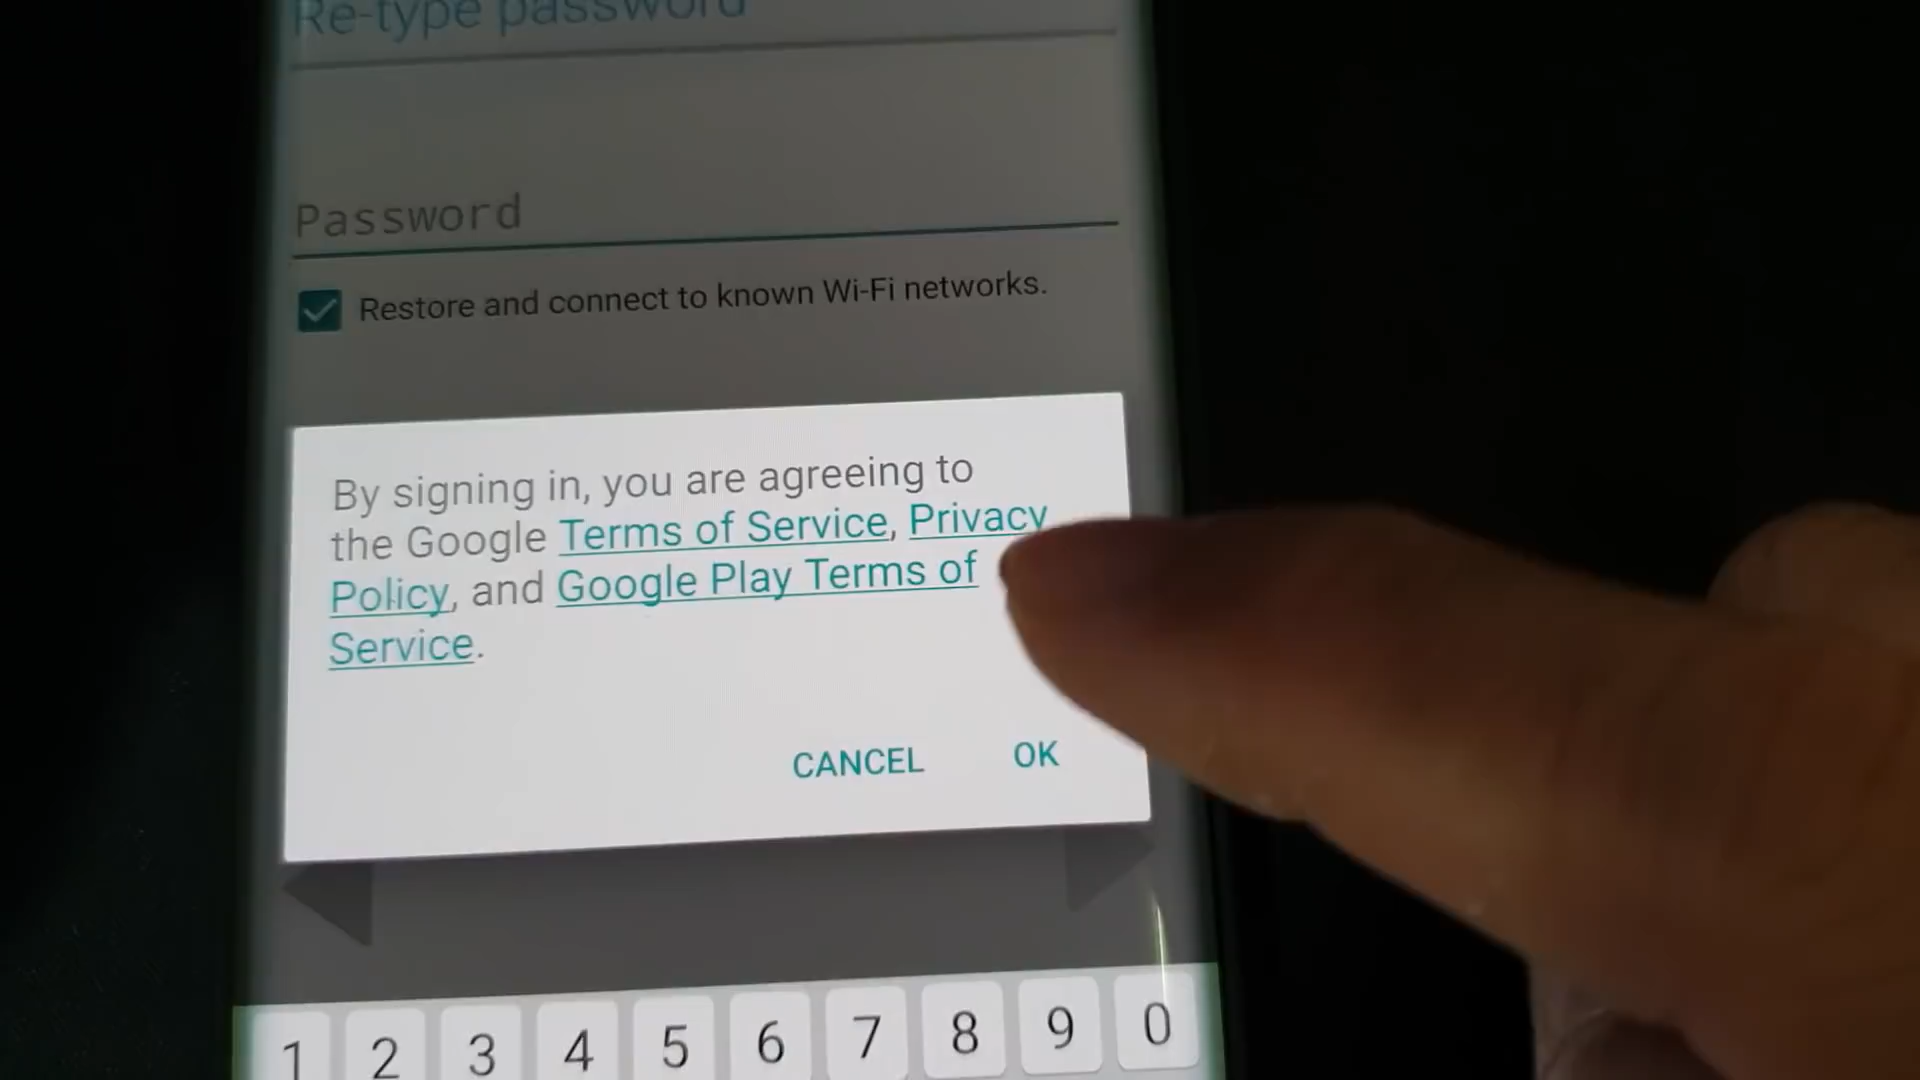 Re-type password
Password
Restore and connect to known Wi-Fi networks.
By signing in, you are agreeing to
the Google Terms of Service, Privacy
Policy, and Google Play Terms of
Service.
CANCEL OK
1 2 3 4 5 6 7 8 9 0